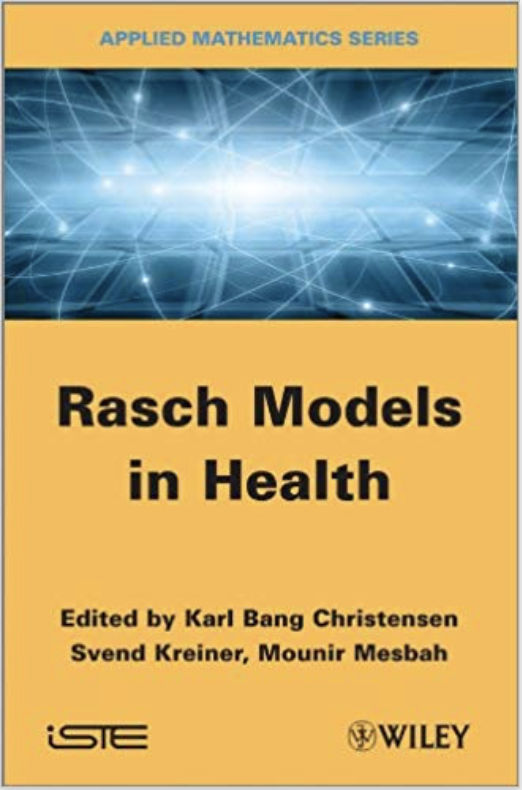 APPLIED MATHEMATICS SERIES
Rasch Models
in Health
Edited by Karl Bang Christensen
Svend Kreiner, Mounir Mesbah
iSTE
WILEY